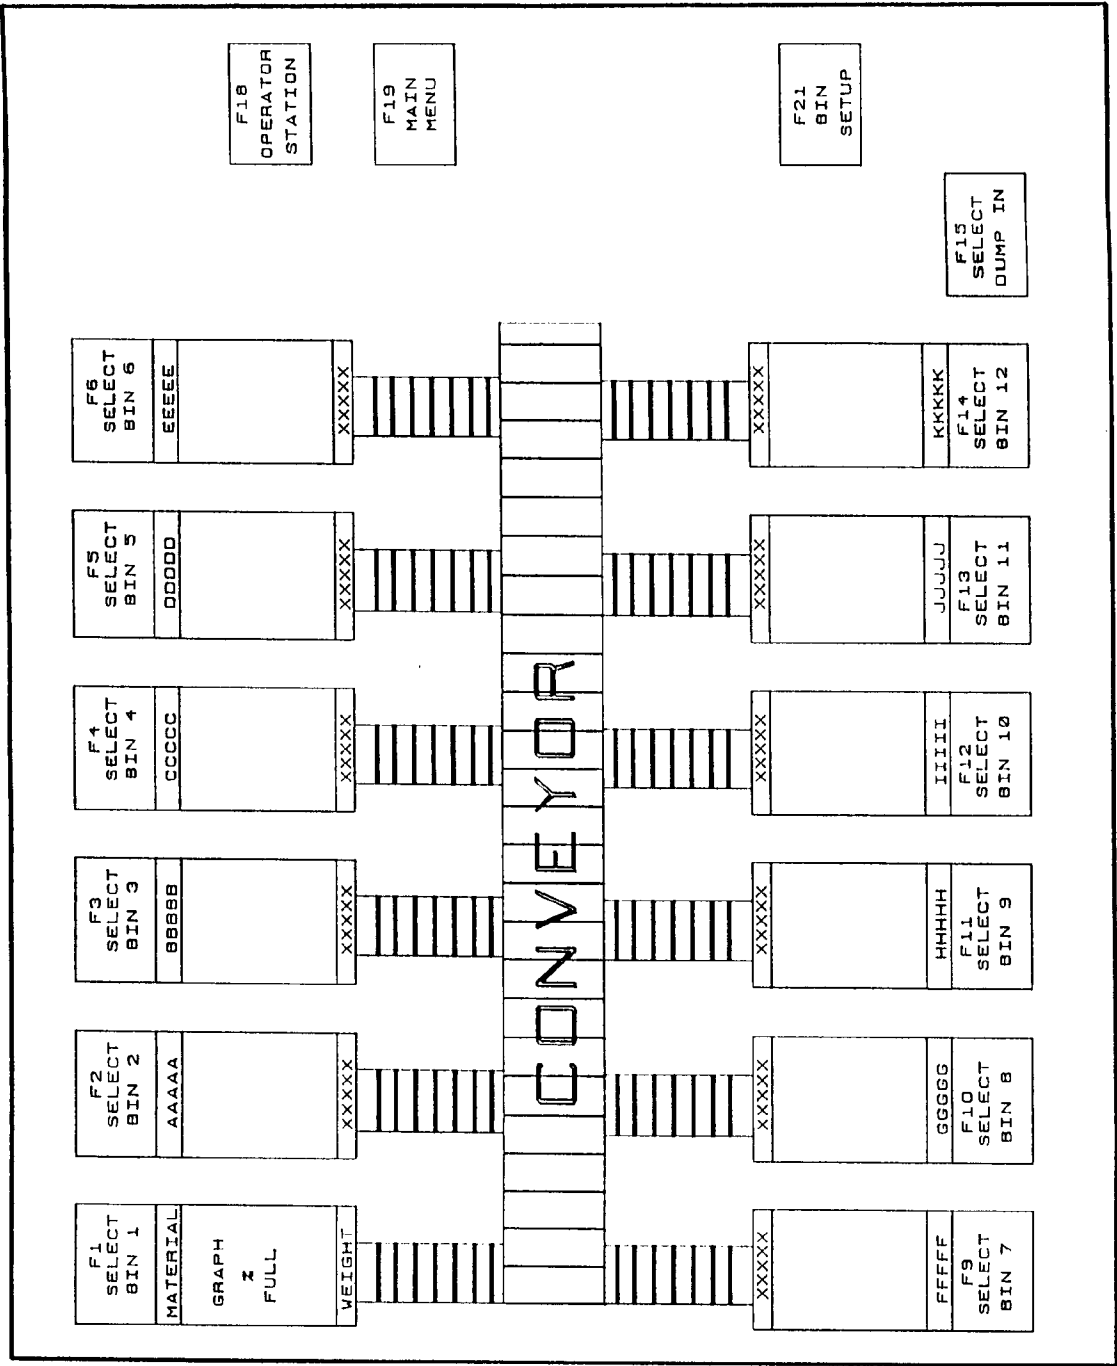 F1
SELECT
BIN 1
MATERIAL
GRAPH
%
FULL
WEIGHT
F2
SELECT
BIN 2
AAAAA
XXXXX
F3
SELECT
BIN 3
BBBBB
XXXXX
F4
SELECT
BIN 4
CCCCC
XXXXX
F5
SELECT
BIN 5
DDDDD
XXXXX
F6
SELECT
BIN 6
EEEEE
XXXXX
F18
OPERATOR
STATION
F19
MAIN
MENU
CONVEYOR
XXXXX
FFFFF
F9
SELECT
BIN 7
XXXXX
GGGGG
F10
SELECT
BIN 8
XXXXX
HHHHH
F11
SELECT
BIN 9
XXXXX
IIIII
F12
SELECT
BIN 10
XXXXX
JJJJJ
F13
SELECT
BIN 11
XXXXX
KKKKK
F14
SELECT
BIN 12
F21
BIN
SETUP
F15
SELECT
DUMP IN